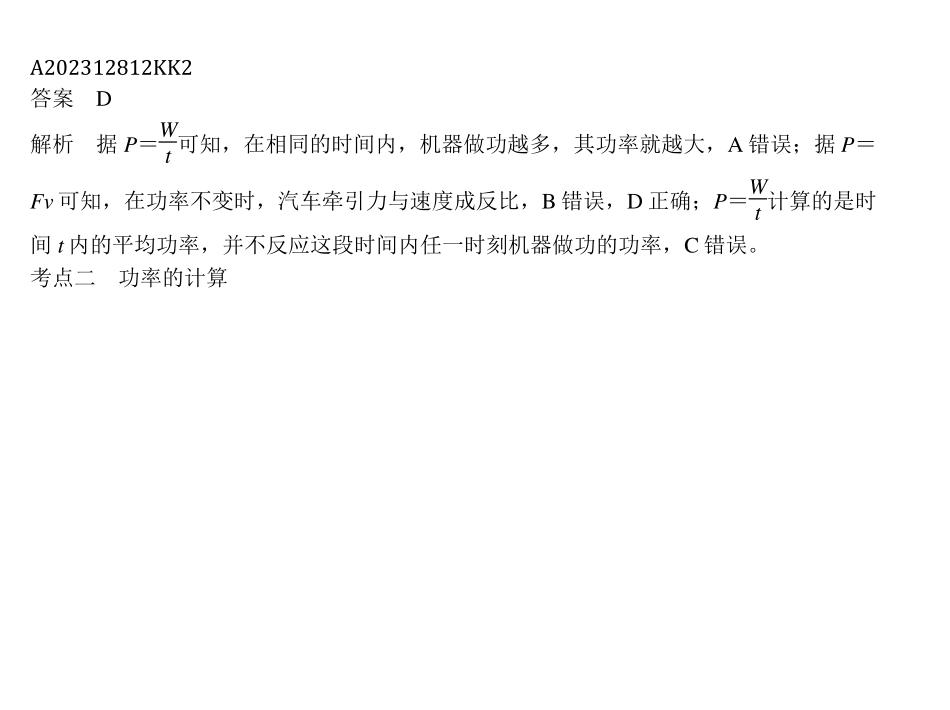 A202312812KK2
答案　D
解析　据 P＝W/t可知，在相同的时间内，机器做功越多，其功率就越大，A 错误；据 P＝
Fv 可知，在功率不变时，汽车牵引力与速度成反比，B 错误，D 正确；P＝W/t计算的是时
间 t 内的平均功率，并不反应这段时间内任一时刻机器做功的功率，C 错误。
考点二　功率的计算